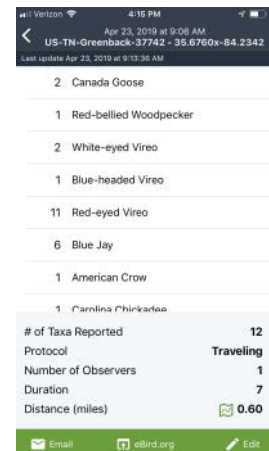 Verizon 4:15 PM
Apr 23, 2019 at 9:06 AM
US-TN-Greenback-37742 - 35.6760x-84.2342
Last update Apr 23, 2019 at 9:13:36 AM
2 Canada Goose
1 Red-bellied Woodpecker
2 White-eyed Vireo
1 Blue-headed Vireo
11 Red-eyed Vireo
6 Blue Jay
1 American Crow
1 Carolina Chickadee
# of Taxa Reported 12
Protocol Traveling
Number of Observers 1
Duration 7
Distance (miles) 0.60
Email eBird.org Edit